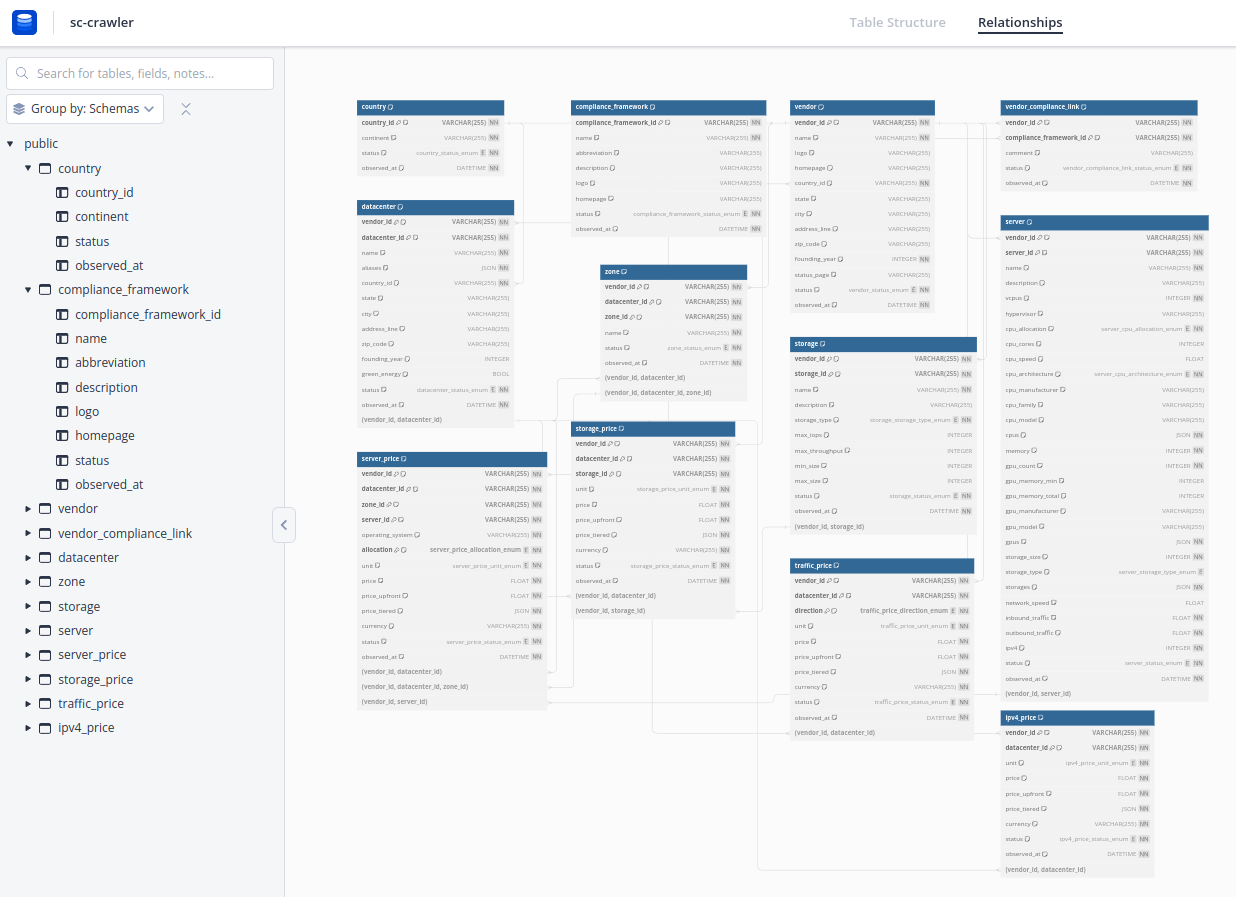 sc-crawler
Table Structure
Relationships
Search for tables, fields, notes...
Group by: Schemas
public
country
country_id
continent
status
observed_at
compliance_framework
compliance_framework_id
name
abbreviation
description
logo
homepage
status
observed_at
vendor
vendor_compliance_link
datacenter
zone
storage
server
server_price
storage_price
traffic_price
ipv4_price
country
country_id VARCHAR(255) NN
continent VARCHAR(255) NN
status country_status_enum E NN
observed_at DATETIME NN
datacenter
vendor_id VARCHAR(255) NN
datacenter_id VARCHAR(255) NN
name VARCHAR(255) NN
aliases JSON NN
country_id VARCHAR(255) NN
state VARCHAR(255)
city VARCHAR(255)
address_line VARCHAR(255)
zip_code VARCHAR(255)
founding_year INTEGER
green_energy BOOL
status datacenter_status_enum E NN
observed_at DATETIME NN
(vendor_id, datacenter_id)
server_price
vendor_id VARCHAR(255) NN
datacenter_id VARCHAR(255) NN
zone_id VARCHAR(255) NN
server_id VARCHAR(255) NN
operating_system VARCHAR(255) NN
allocation server_price_allocation_enum E NN
unit server_price_unit_enum E NN
price FLOAT NN
price_upfront FLOAT NN
price_tiered JSON NN
currency VARCHAR(255) NN
status server_price_status_enum E NN
observed_at DATETIME NN
(vendor_id, datacenter_id)
(vendor_id, datacenter_id, zone_id)
(vendor_id, server_id)
compliance_framework
compliance_framework_id VARCHAR(255) NN
name VARCHAR(255) NN
abbreviation VARCHAR(255)
description VARCHAR(255)
logo VARCHAR(255)
homepage VARCHAR(255)
status compliance_framework_status_enum E NN
observed_at DATETIME NN
zone
vendor_id VARCHAR(255) NN
datacenter_id VARCHAR(255) NN
zone_id VARCHAR(255) NN
name VARCHAR(255) NN
status zone_status_enum E NN
observed_at DATETIME NN
(vendor_id, datacenter_id)
(vendor_id, datacenter_id, zone_id)
storage_price
vendor_id VARCHAR(255) NN
datacenter_id VARCHAR(255) NN
storage_id VARCHAR(255) NN
unit storage_price_unit_enum E NN
price FLOAT NN
price_upfront FLOAT NN
price_tiered JSON NN
currency VARCHAR(255) NN
status storage_price_status_enum E NN
observed_at DATETIME NN
(vendor_id, datacenter_id)
(vendor_id, storage_id)
vendor
vendor_id VARCHAR(255) NN
name VARCHAR(255) NN
logo VARCHAR(255)
homepage VARCHAR(255)
country_id VARCHAR(255) NN
state VARCHAR(255)
city VARCHAR(255)
address_line VARCHAR(255)
zip_code VARCHAR(255)
founding_year INTEGER NN
status_page VARCHAR(255)
status vendor_status_enum E NN
observed_at DATETIME NN
storage
vendor_id VARCHAR(255) NN
storage_id VARCHAR(255) NN
name VARCHAR(255) NN
description VARCHAR(255)
storage_type storage_storage_type_enum E NN
max_iops INTEGER
max_throughput INTEGER
min_size INTEGER
max_size INTEGER
status storage_status_enum E NN
observed_at DATETIME NN
(vendor_id, storage_id)
traffic_price
vendor_id VARCHAR(255) NN
datacenter_id VARCHAR(255) NN
direction traffic_price_direction_enum E NN
unit traffic_price_unit_enum E NN
price FLOAT NN
price_upfront FLOAT NN
price_tiered JSON NN
currency VARCHAR(255) NN
status traffic_price_status_enum E NN
observed_at DATETIME NN
(vendor_id, datacenter_id)
vendor_compliance_link
vendor_id VARCHAR(255) NN
compliance_framework_id VARCHAR(255) NN
comment VARCHAR(255)
status vendor_compliance_link_status_enum E NN
observed_at DATETIME NN
server
vendor_id VARCHAR(255) NN
server_id VARCHAR(255) NN
name VARCHAR(255) NN
description VARCHAR(255)
vcpus INTEGER NN
hypervisor VARCHAR(255)
cpu_allocation server_cpu_allocation_enum E NN
cpu_cores INTEGER
cpu_speed FLOAT
cpu_architecture server_cpu_architecture_enum E NN
cpu_manufacturer VARCHAR(255)
cpu_family VARCHAR(255)
cpu_model VARCHAR(255)
cpus JSON NN
memory INTEGER NN
gpu_count INTEGER NN
gpu_memory_min INTEGER
gpu_memory_total INTEGER
gpu_manufacturer VARCHAR(255)
gpu_model VARCHAR(255)
gpus JSON NN
storage_size INTEGER NN
storage_type server_storage_type_enum E
storages JSON NN
network_speed FLOAT
inbound_traffic FLOAT NN
outbound_traffic FLOAT NN
ipv4 INTEGER NN
status server_status_enum E NN
observed_at DATETIME NN
(vendor_id, server_id)
ipv4_price
vendor_id VARCHAR(255) NN
datacenter_id VARCHAR(255) NN
unit ipv4_price_unit_enum E NN
price FLOAT NN
price_upfront FLOAT NN
price_tiered JSON NN
currency VARCHAR(255) NN
status ipv4_price_status_enum E NN
observed_at DATETIME NN
(vendor_id, datacenter_id)